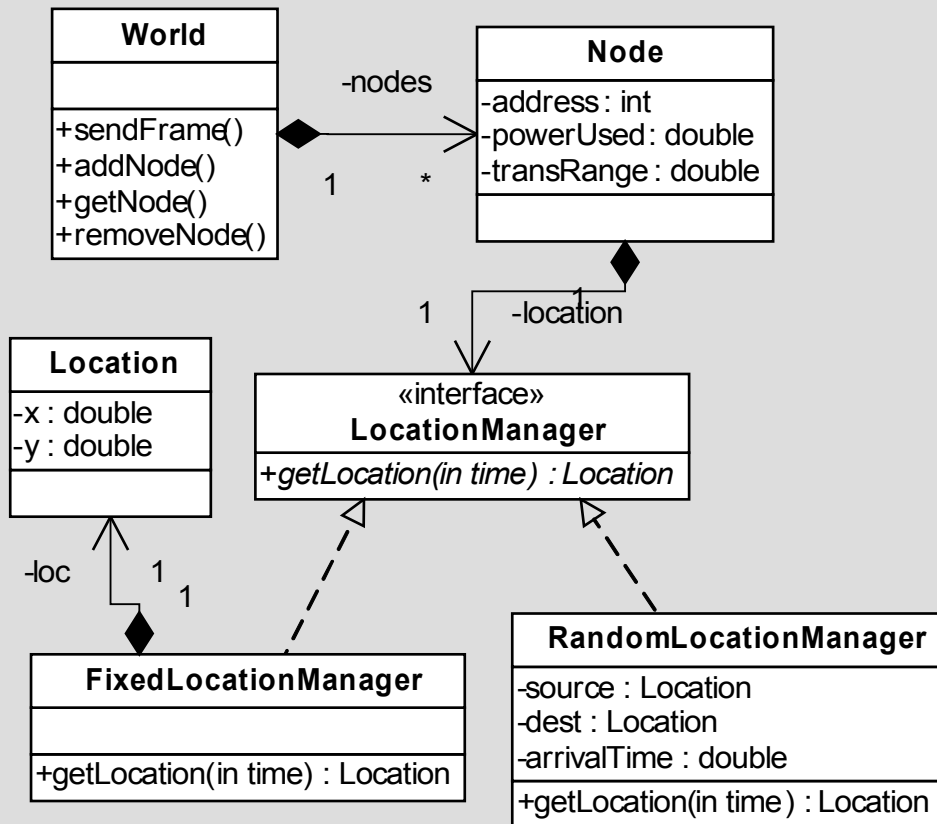 World
+sendFrame()
+addNode()
+getNode()
+removeNode()
-nodes
1
*
Node
-address : int
-powerUsed : double
-transRange : double
1
1
-location
Location
-x : double
-y : double
«interface»
LocationManager
+getLocation(in time) : Location
-loc
1
1
FixedLocationManager
+getLocation(in time) : Location
RandomLocationManager
-source : Location
-dest : Location
-arrivalTime : double
+getLocation(in time) : Location